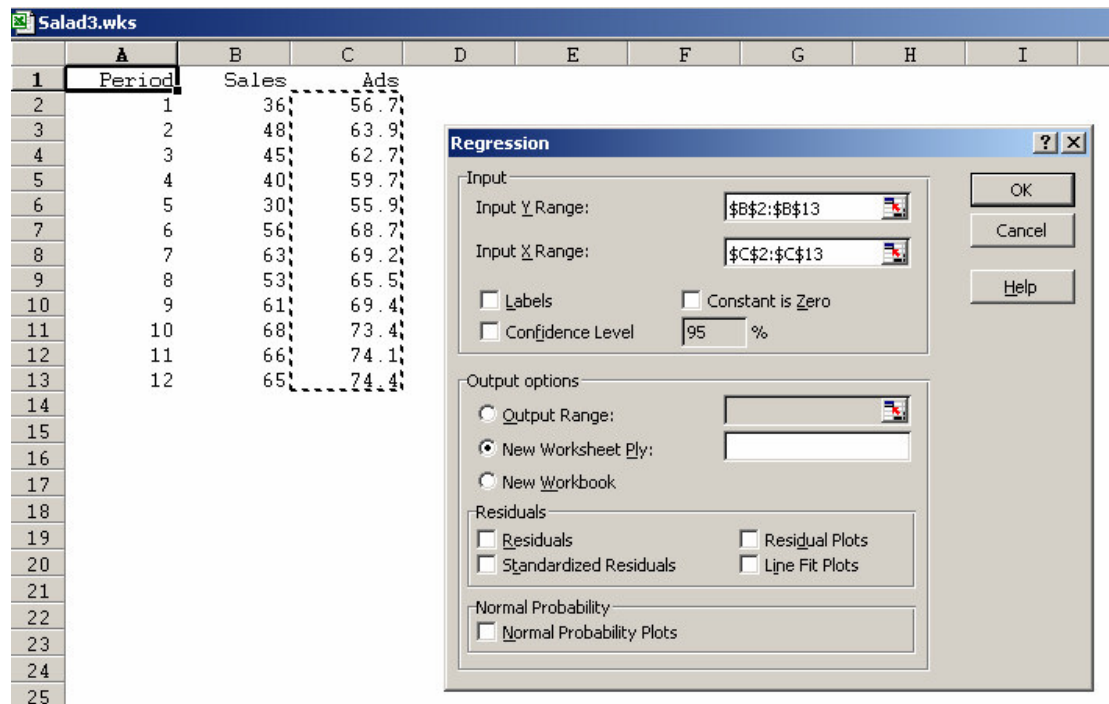 Salad3.wks
A B C D E F G H I
1 Period Sales Ads
2 1 36 56.7
3 2 48 63.9
4 3 45 62.7
5 4 40 59.7
6 5 30 55.9
7 6 56 68.7
8 7 63 69.2
9 8 53 65.5
10 9 61 69.4
11 10 68 73.4
12 11 66 74.1
13 12 65 74.4
14
15
16
17
18
19
20
21
22
23
24
25
Regression
Input
Input Y Range: $B$2:$B$13
Input X Range: $C$2:$C$13
Labels Constant is Zero
Confidence Level 95 %
OK
Cancel
Help
Output options
Output Range:
New Worksheet Ply:
New Workbook
Residuals
Residuals Residual Plots
Standardized Residuals Line Fit Plots
Normal Probability
Normal Probability Plots